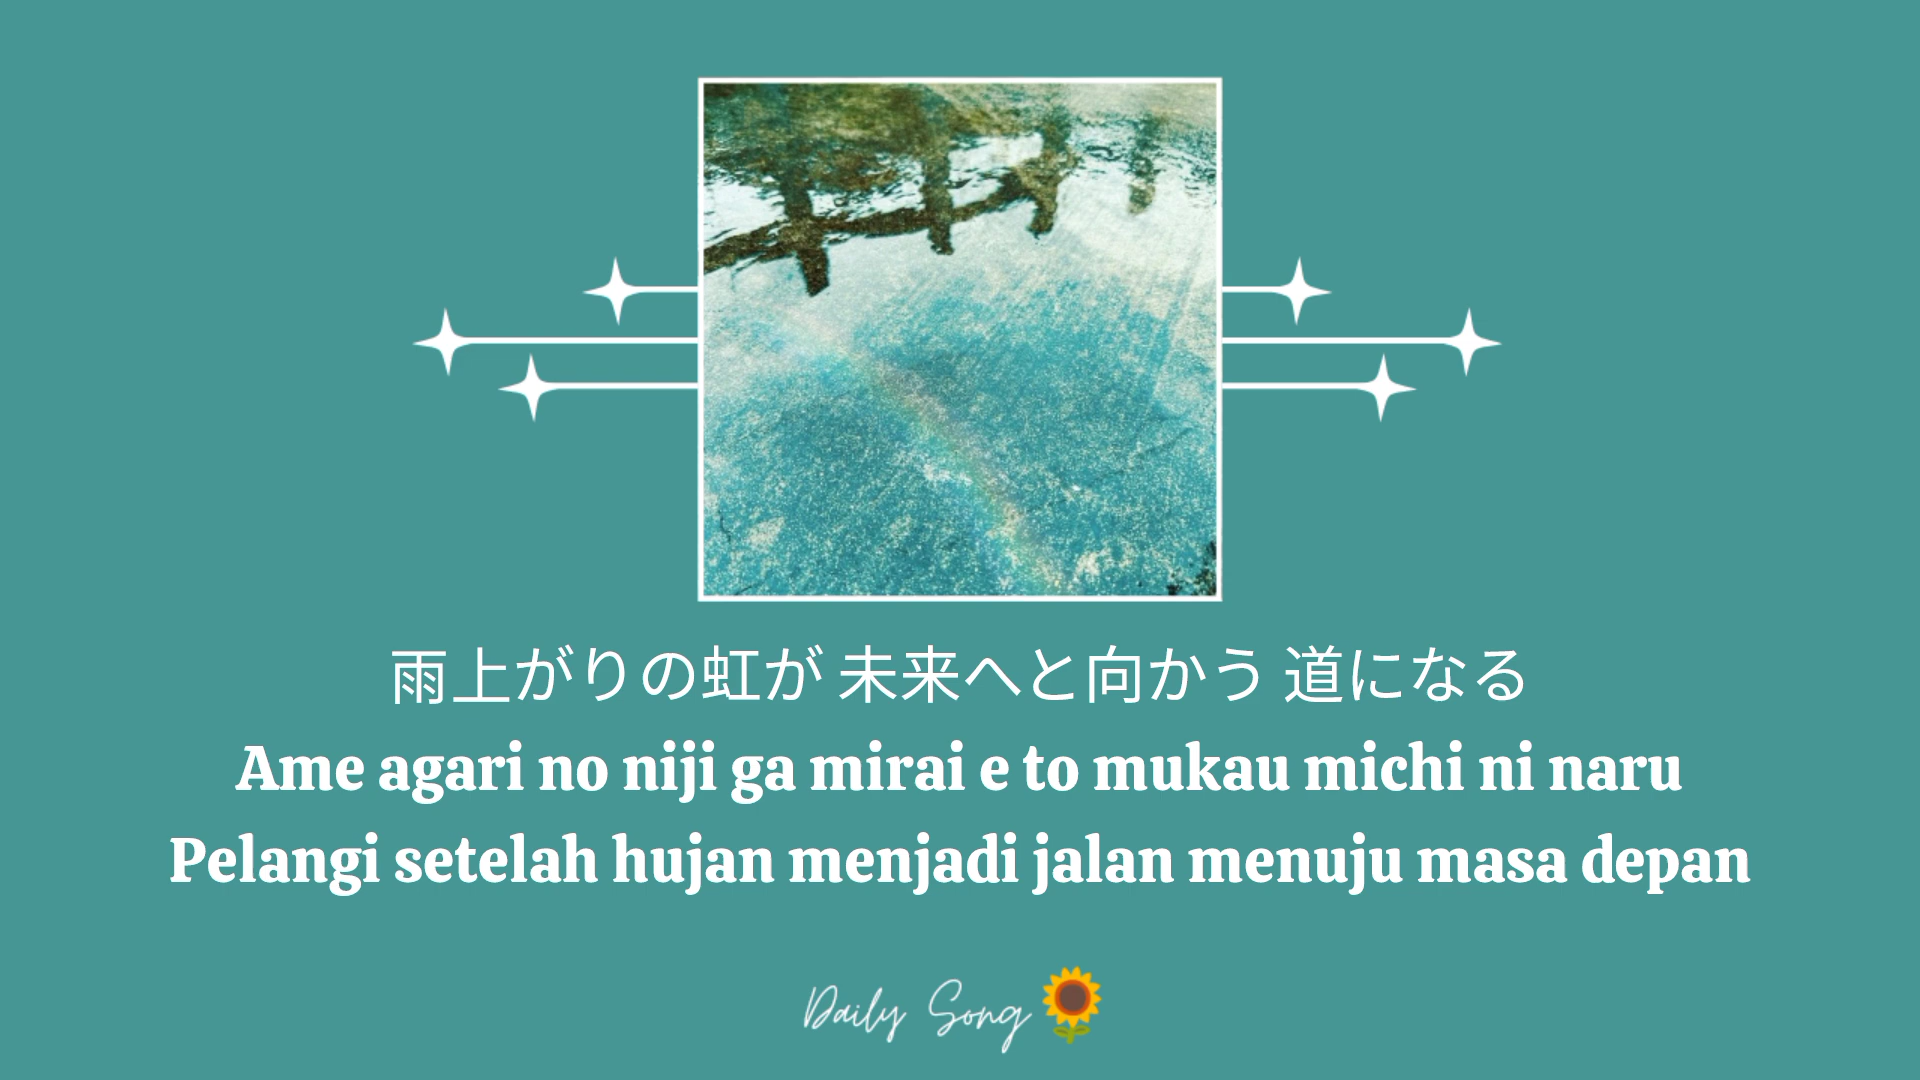 雨上がりの虹が 未来へと向かう 道になる
Ame agari no niji ga mirai e to mukau michi ni naru
Pelangi setelah hujan menjadi jalan menuju masa depan
Daily Song